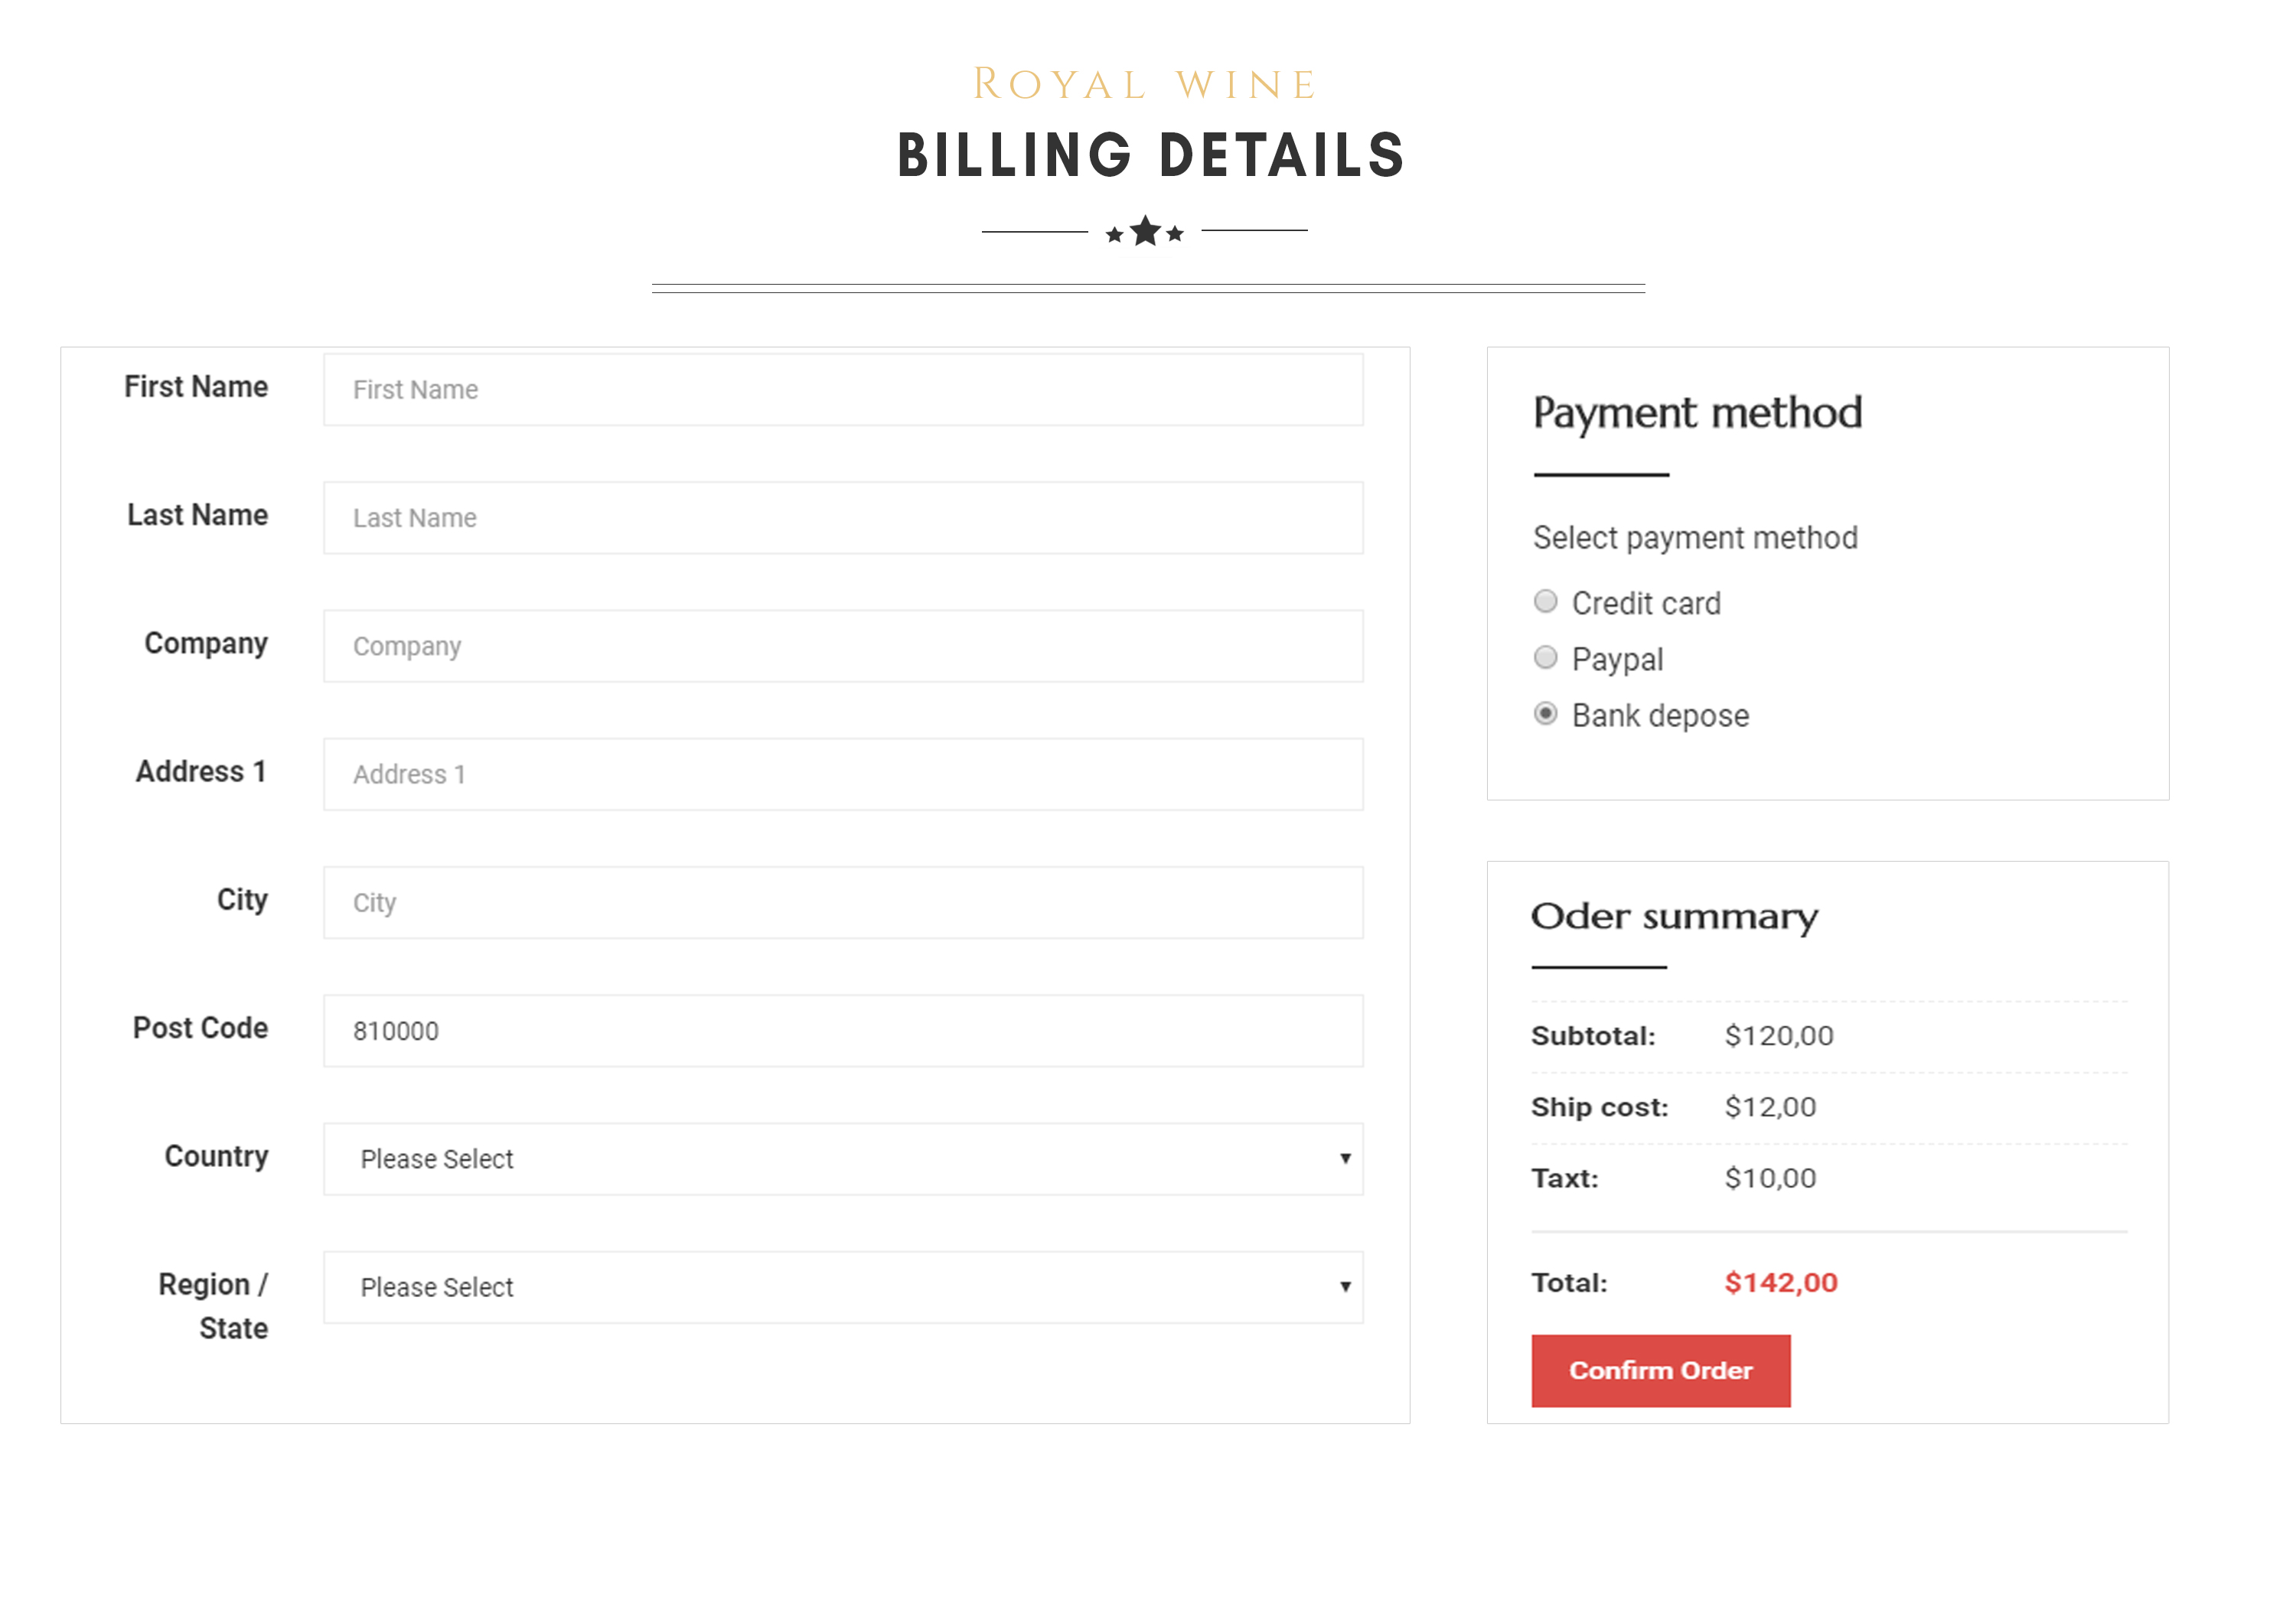 Royal wine
BILLING DETAILS
First Name
First Name
Last Name
Last Name
Company
Company
Address 1
Address 1
City
City
Post Code
810000
Country
Please Select
Region /
State
Please Select
Payment method
Select payment method
Credit card
Paypal
Bank depose
Oder summary
Subtotal: $120,00
Ship cost: $12,00
Taxt: $10,00
Total: $142,00
Confirm Order